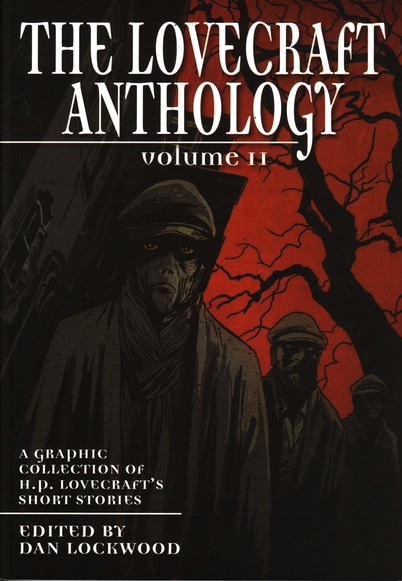 THE LOVECRAFT
ANTHOLOGY
VOLUME II
A GRAPHIC
COLLECTION OF
H.P. LOVECRAFT'S
SHORT STORIES
EDITED BY
DAN LOCKWOOD